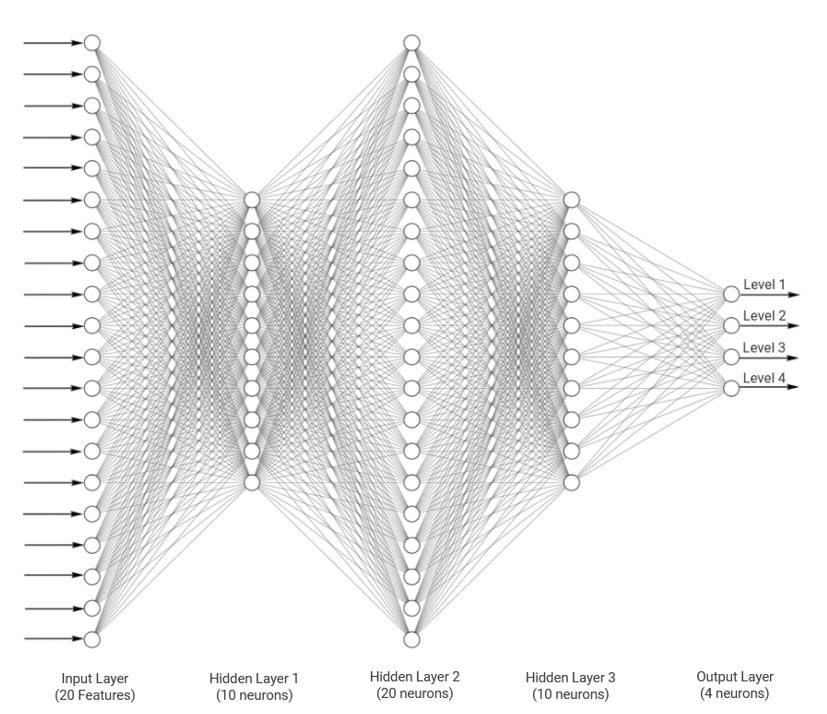 Level 1
Level 2
Level 3
Level 4
Input Layer
(20 Features)
Hidden Layer 1
(10 neurons)
Hidden Layer 2
(20 neurons)
Hidden Layer 3
(10 neurons)
Output Layer
(4 neurons)